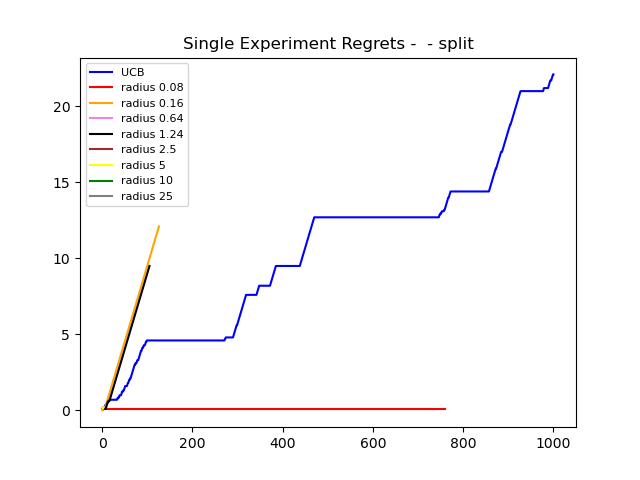 Single Experiment Regrets -  - split
UCB
radius 0.08
radius 0.16
radius 0.64
radius 1.24
radius 2.5
radius 5
radius 10
radius 25
20
15
10
5
0
0 200 400 600 800 1000